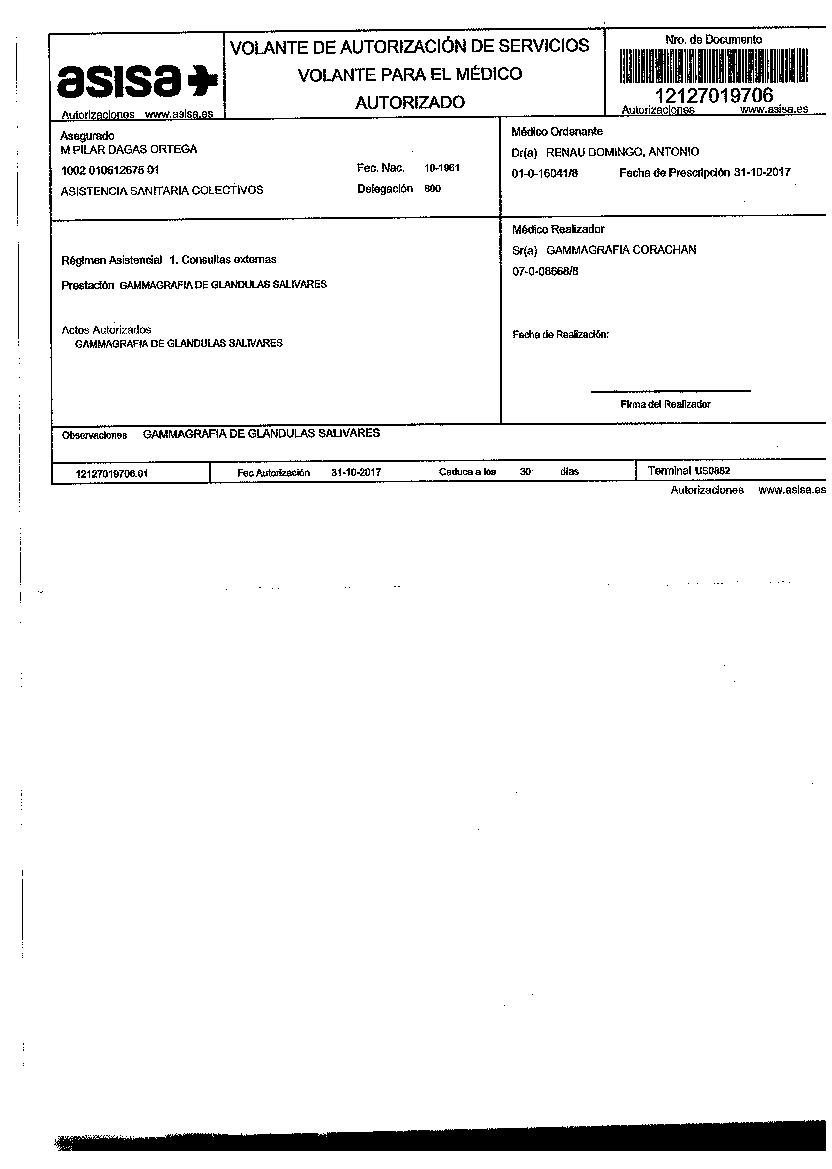 asisa
Autorizaciones www.asisa.es
VOLANTE DE AUTORIZACIÓN DE SERVICIOS
VOLANTE PARA EL MÉDICO
AUTORIZADO
Nro. de Documento
12127019706
Autorizaciones www.asisa.es
Asegurado
M PILAR DAGAS ORTEGA
1002 010612675 01 Fec. Nac. 10-1961
ASISTENCIA SANITARIA COLECTIVOS Delegación 800
Médico Ordenante
Dr(a) RENAU DOMINGO, ANTONIO
01-0-16041/8 Fecha de Prescripción 31-10-2017
Régimen Asistencial 1. Consultas externas
Prestación GAMMAGRAFIA DE GLANDULAS SALIVARES
Actos Autorizados
GAMMAGRAFIA DE GLANDULAS SALIVARES
Médico Realizador
Sr(a) GAMMAGRAFIA CORACHAN
07-0-08668/8
Fecha de Realización:
Firma del Realizador
Observaciones GAMMAGRAFIA DE GLANDULAS SALIVARES
12127019706.01 Fec Autorización 31-10-2017 Caduca a los 30 días Terminal US0882
Autorizaciones www.asisa.es